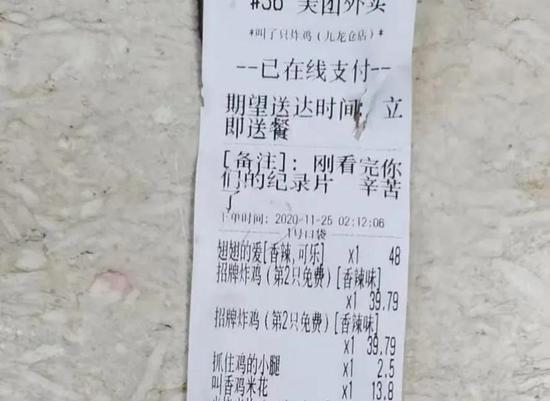 #36 美团外卖
*叫了只炸鸡(九龙仓店)*
--已在线支付--
期望送达时间: 立
即送餐
[备注]: 刚看完你
们的纪录片 辛苦
了
下单时间: 2020-11-25 02:12:06
1号口袋
翅翅的爱[香辣,可乐] x1 48
招牌炸鸡(第2只免费)[香辣味]
x1 39.79
招牌炸鸡(第2只免费)[香辣味]
x1 39.79
抓住鸡的小腿 x1 2.5
叫香鸡米花 x1 13.8